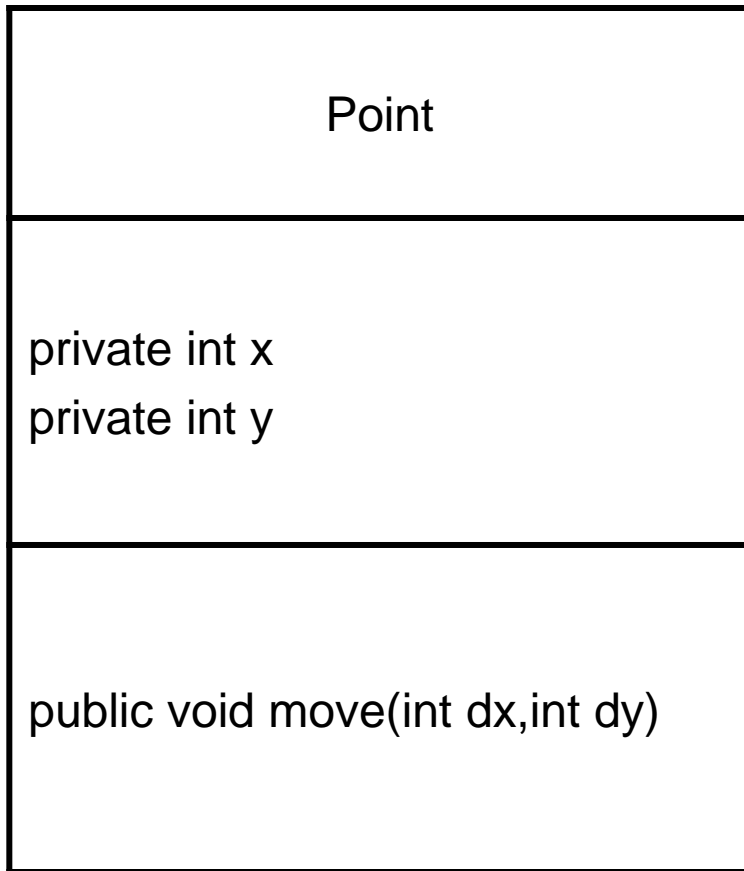 Point
private int x
private int y
public void move(int dx,int dy)